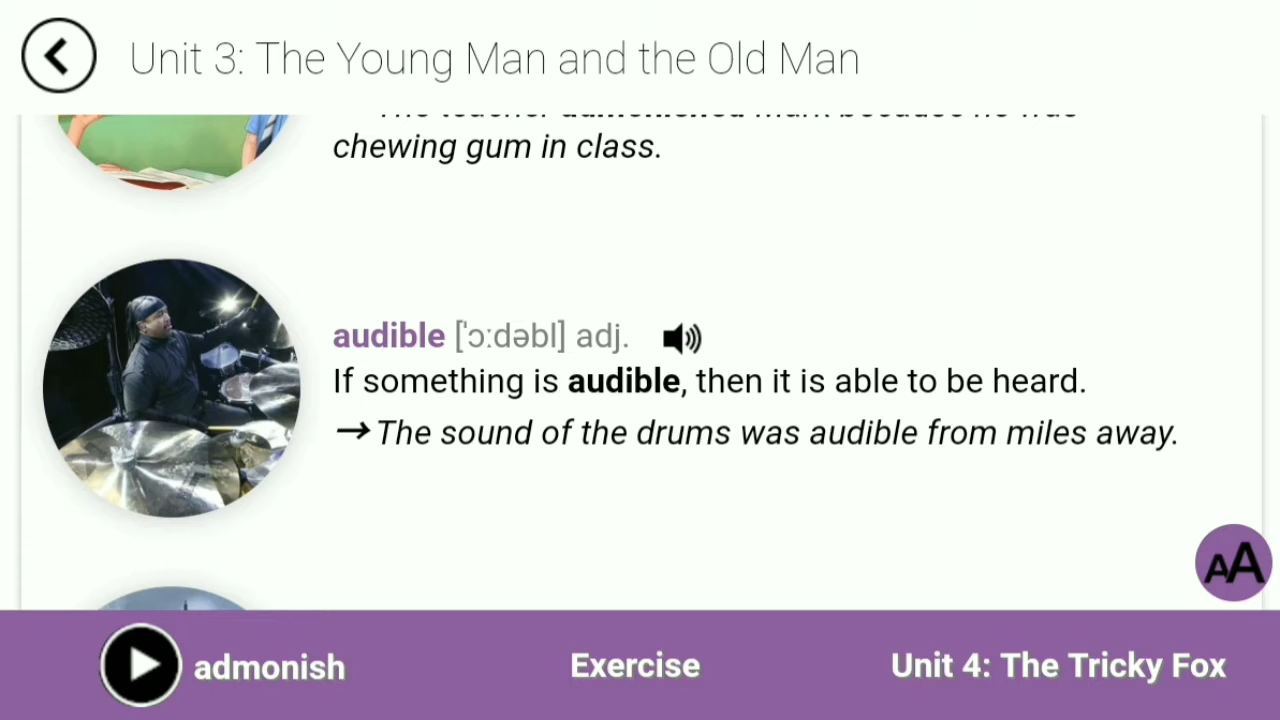 Unit 3: The Young Man and the Old Man
chewing gum in class.
audible ['ɔːdəbl] adj.
If something is audible, then it is able to be heard.
→ The sound of the drums was audible from miles away.
AA
admonish
Exercise
Unit 4: The Tricky Fox